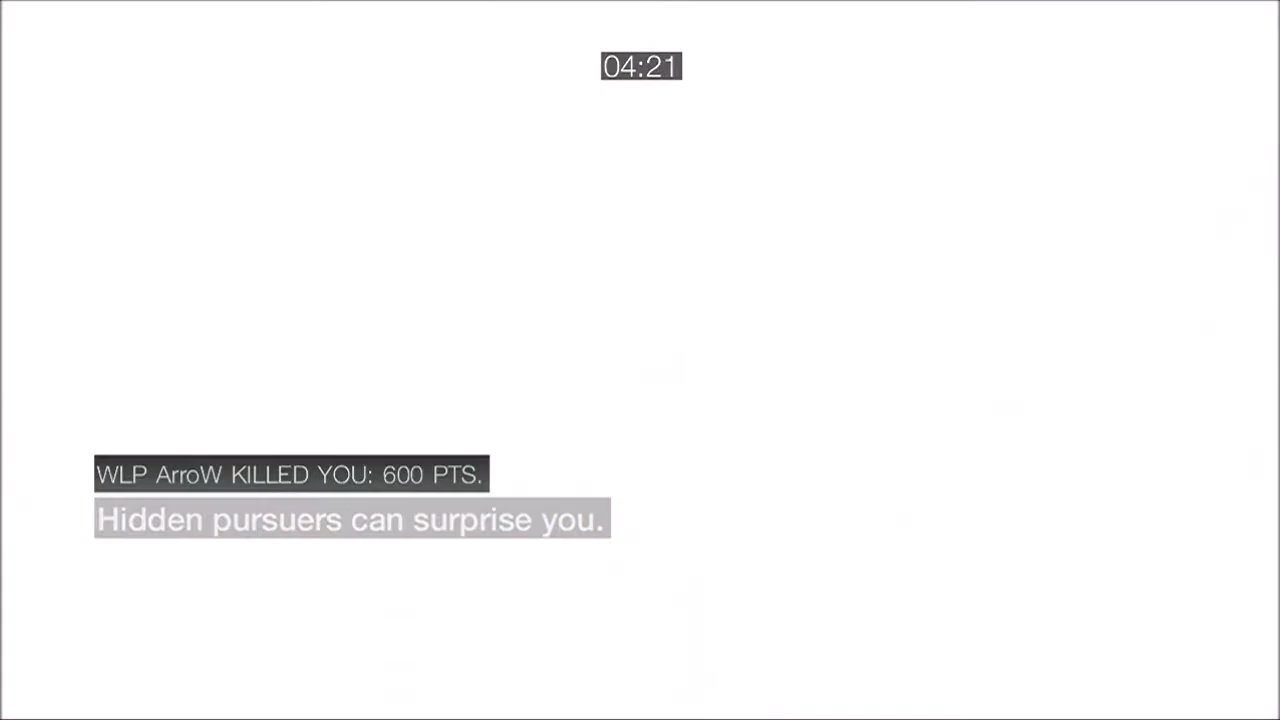 04:21
WLP ArroW KILLED YOU: 600 PTS.
Hidden pursuers can surprise you.